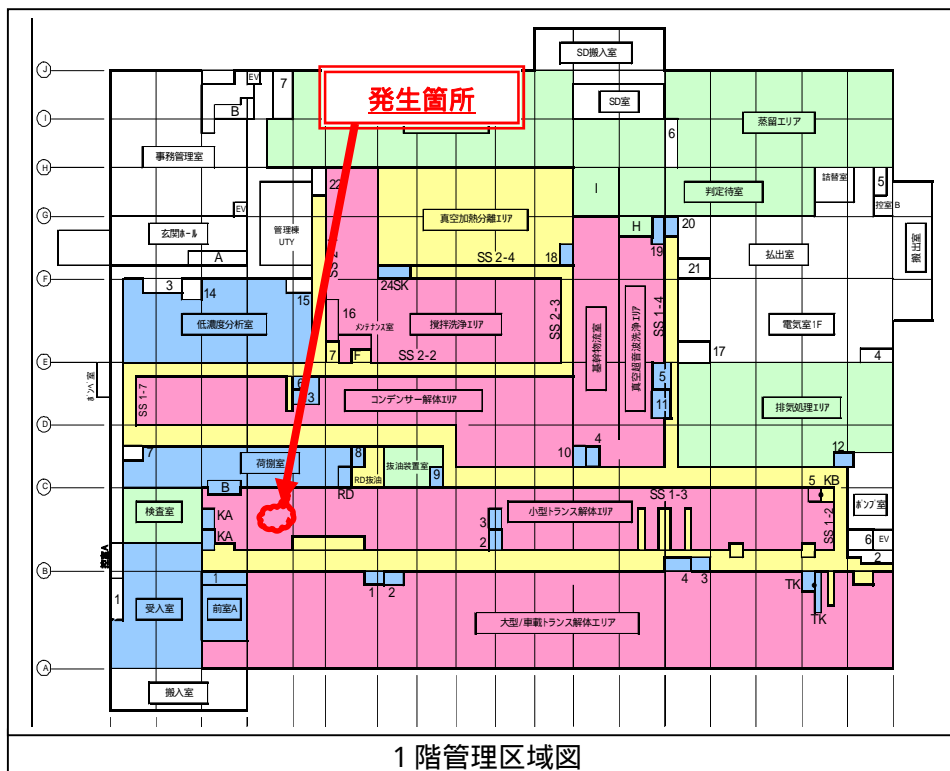 SD搬入室
J
EV
7
発生箇所
SD室
B
I
6
蒸留エリア
事務管理室
H
22
I
判定待室
詰替室
5
控室B
EV
G
真空加熱分離エリア
H
20
19
搬出室
玄関ホール
管理棟
UTY
払出室
A
SS 2-4
18
21
F
3
14
15
24SK
低濃度分析室
16
メンテナンス室
撹拌洗浄エリア
SS 2-3
基幹物流室
真空超音波洗浄エリア
SS 1-4
電気室1F
7
F
SS 2-2
17
4
E
ボンベ室
SS 1-7
6
3
コンデンサー解体エリア
5
11
排気処理エリア
D
7
荷捌室
8
抜油装置室
10
4
12
RD
RD抜油
9
C
B
SS 1-3
5
KB
検査室
KA
3
小型トランス解体エリア
SS 1-2
ポンプ室
KA
2
6
EV
控室A
2
B
1
1
1
2
4
3
受入室
前室A
TK
大型/車載トランス解体エリア
TK
A
搬入室
1階管理区域図